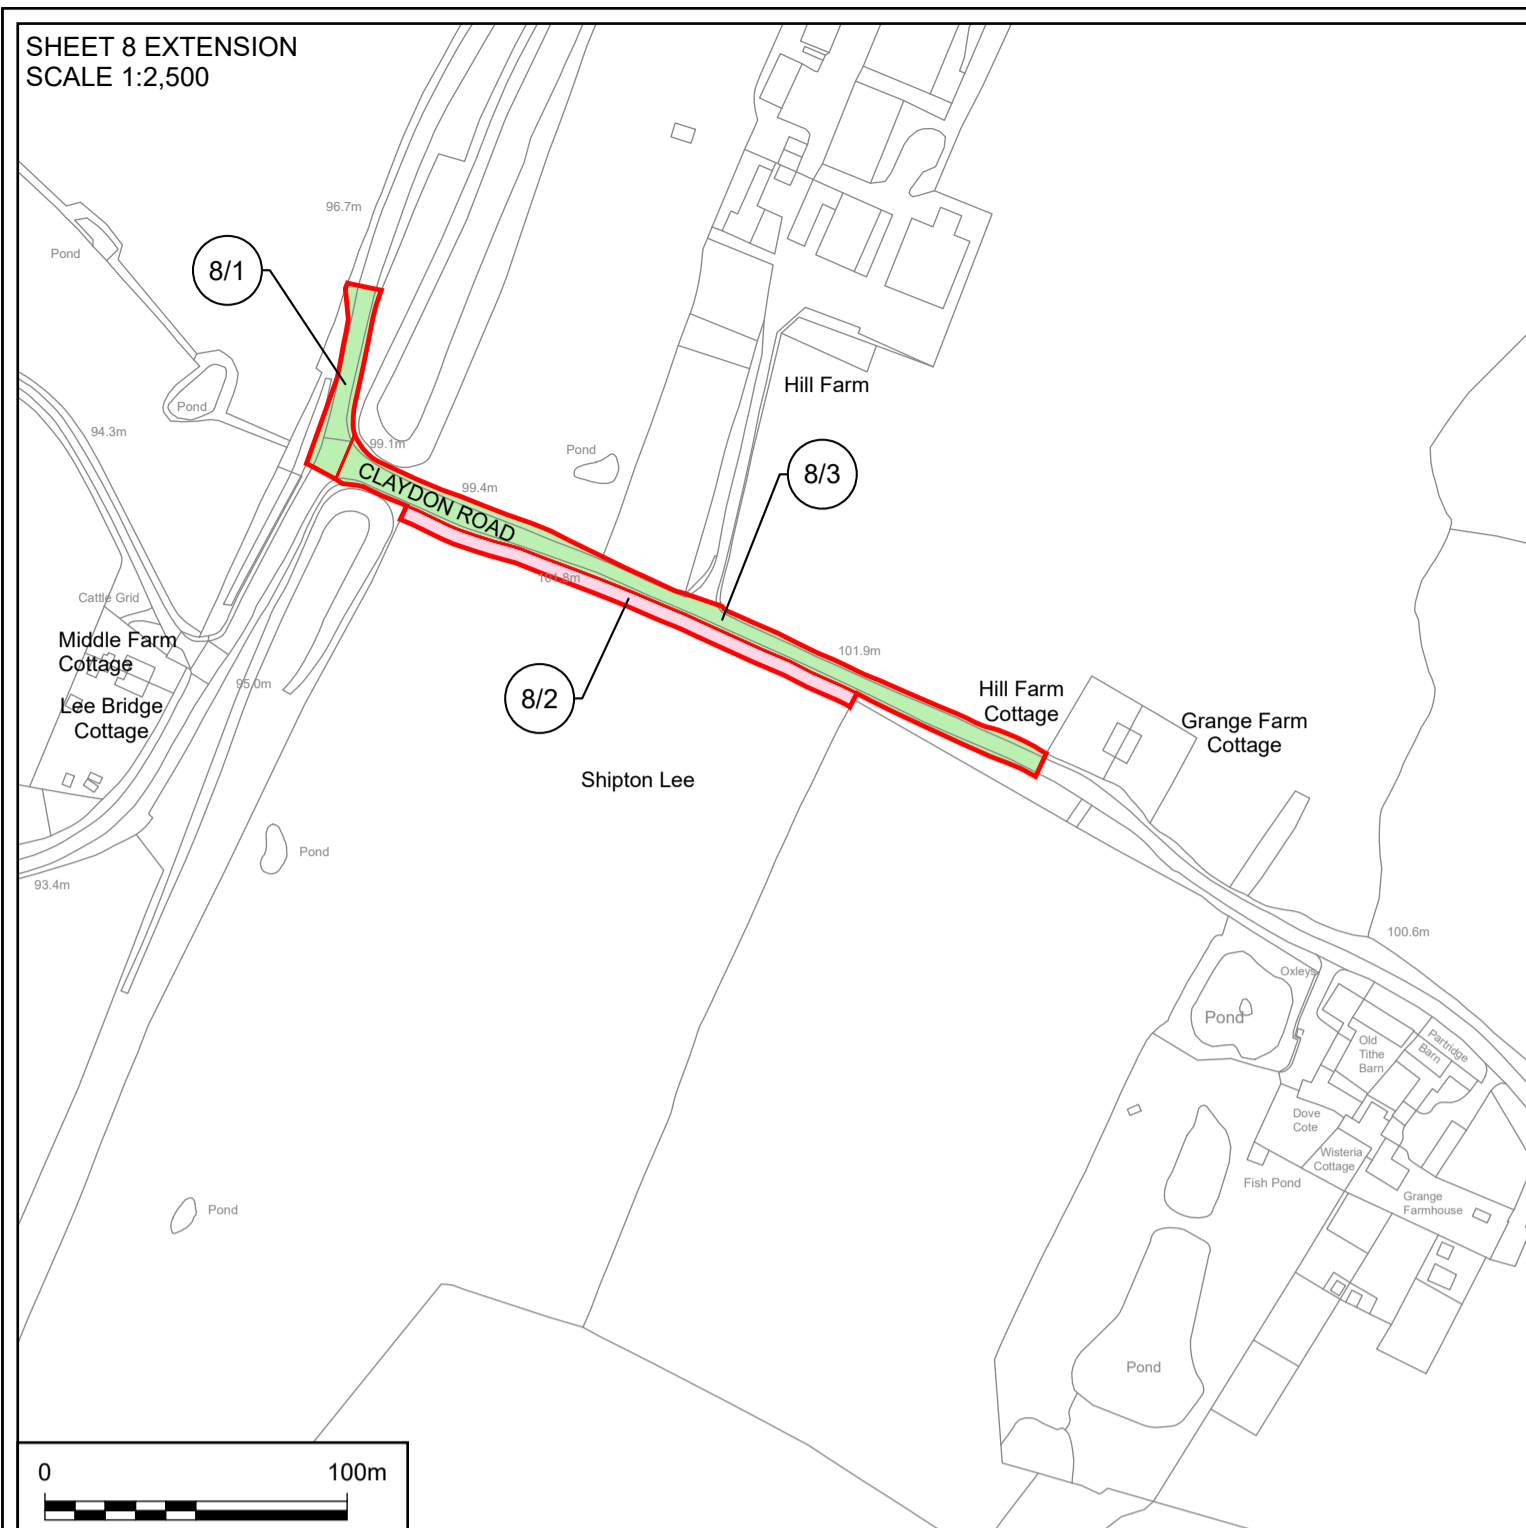 SHEET 8 EXTENSION
SCALE 1:2,500
96.7m
Pond
8/1
Hill Farm
Pond
94.3m
99.1m
Pond
CLAYDON ROAD
99.4m
8/3
101.8m
Cattle Grid
Middle Farm
Cottage
95.0m
101.9m
8/2
Hill Farm
Cottage
Lee Bridge
Cottage
Grange Farm
Cottage
Shipton Lee
Pond
93.4m
100.6m
Oxleys
Pond
Old
Tithe
Barn
Partridge
Barn
Dove
Cote
Wisteria
Cottage
Fish Pond
Grange
Farmhouse
Pond
Pond
0 100m